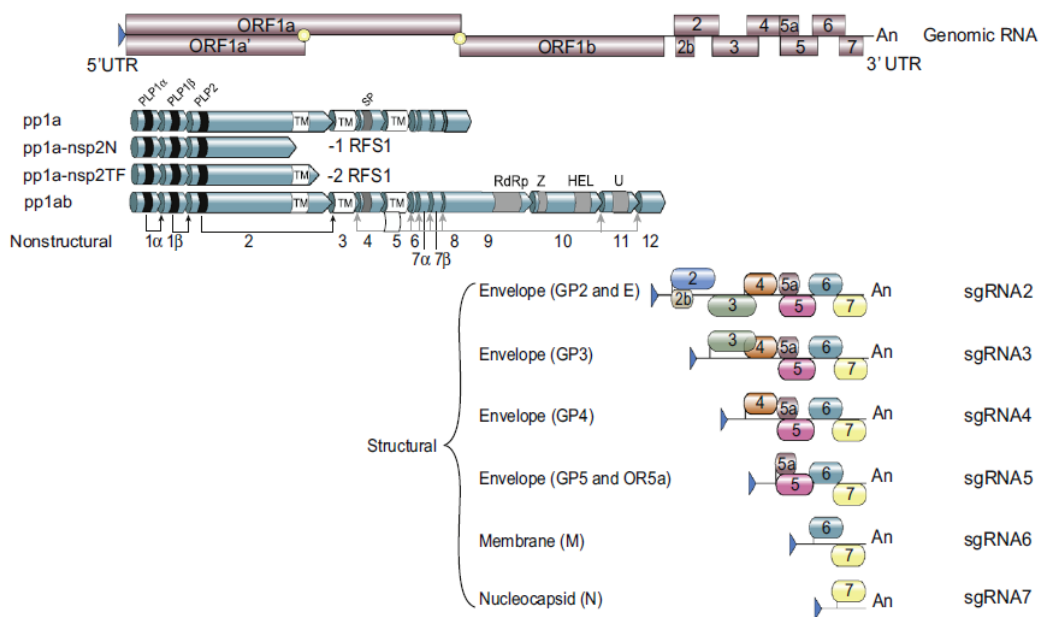 ORF1a
2 4 5a 6 An Genomic RNA
ORF1a' ORF1b 2b 3 5 7
5'UTR 3' UTR
PLP1α PLP1β PLP2 SP
pp1a TM TM TM
pp1a-nsp2N -1 RFS1
pp1a-nsp2TF TM -2 RFS1
RdRp Z HEL U
pp1ab TM TM TM
Nonstructural 1α 1β 2 3 4 5 6 8 9 10 11 12
7α 7β
Structural
Envelope (GP2 and E) 2 2b 3 4 5a 5 6 7 An sgRNA2
Envelope (GP3) 3 4 5a 5 6 7 An sgRNA3
Envelope (GP4) 4 5a 5 6 7 An sgRNA4
Envelope (GP5 and OR5a) 5a 5 6 7 An sgRNA5
Membrane (M) 6 7 An sgRNA6
Nucleocapsid (N) 7 An sgRNA7